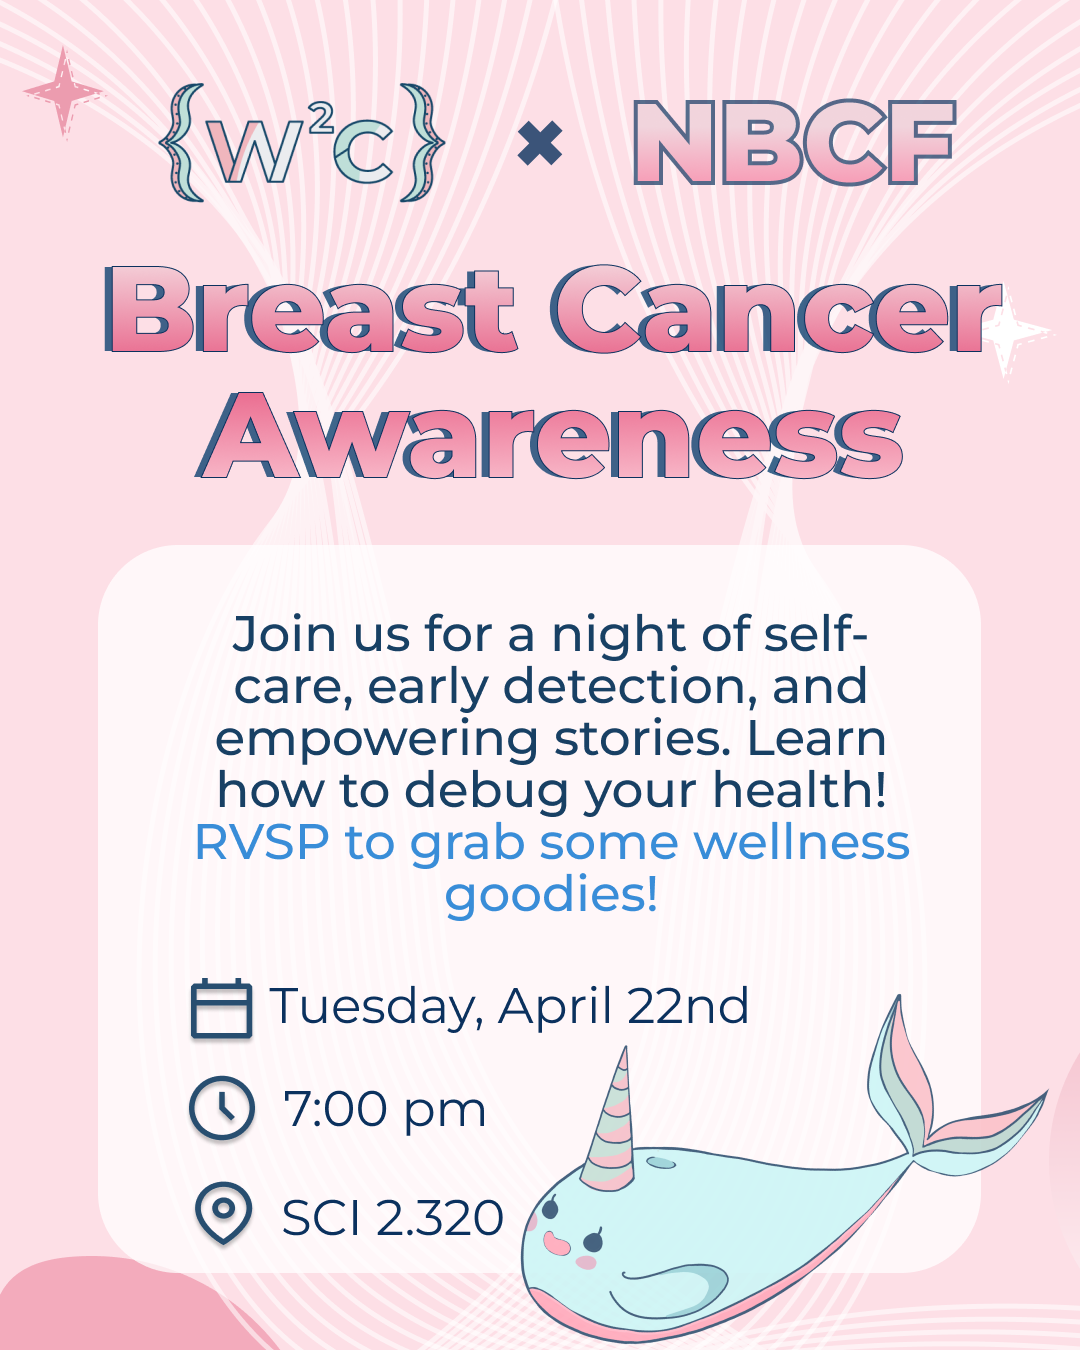 {W²C} × NBCF
Breast Cancer
Awareness
Join us for a night of self-
care, early detection, and
empowering stories. Learn
how to debug your health!
RVSP to grab some wellness
goodies!
Tuesday, April 22nd
7:00 pm
SCI 2.320